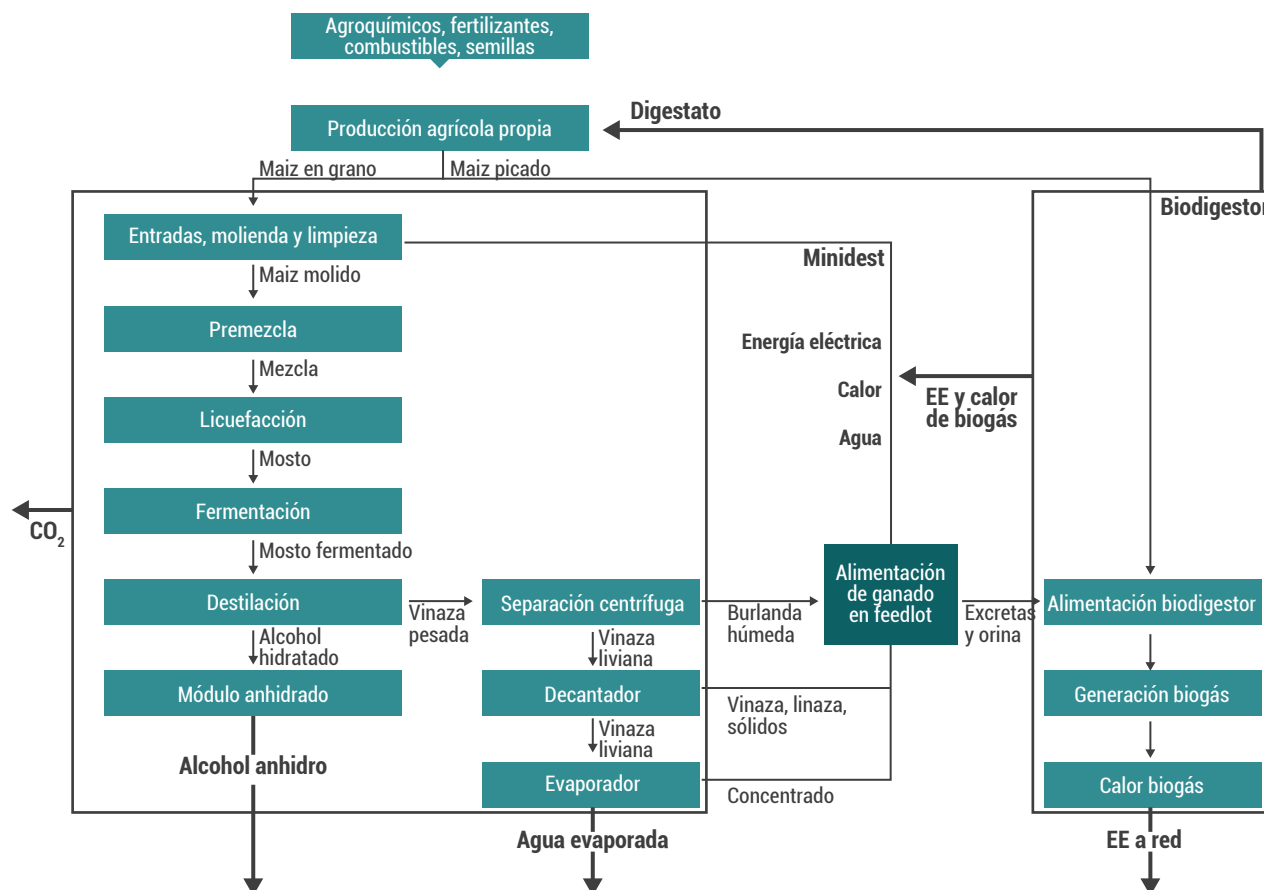 Agroquímicos, fertilizantes,
combustibles, semillas
Digestato
Producción agrícola propia
Maiz en grano
Maiz picado
Biodigestor
Entradas, molienda y limpieza
Minidest
Maiz molido
Premezcla
Energía eléctrica
Mezcla
Calor
EE y calor
de biogás
Licuefacción
Agua
Mosto
Fermentación
CO2
Mosto fermentado
Destilación
Vinaza
pesada
Separación centrífuga
Burlanda
húmeda
Alimentación
de ganado
en feedlot
Excretas
y orina
Alimentación biodigestor
Alcohol
hidratado
Vinaza
liviana
Módulo anhidrado
Decantador
Vinaza, linaza,
sólidos
Generación biogás
Vinaza
liviana
Alcohol anhidro
Evaporador
Concentrado
Calor biogás
Agua evaporada
EE a red